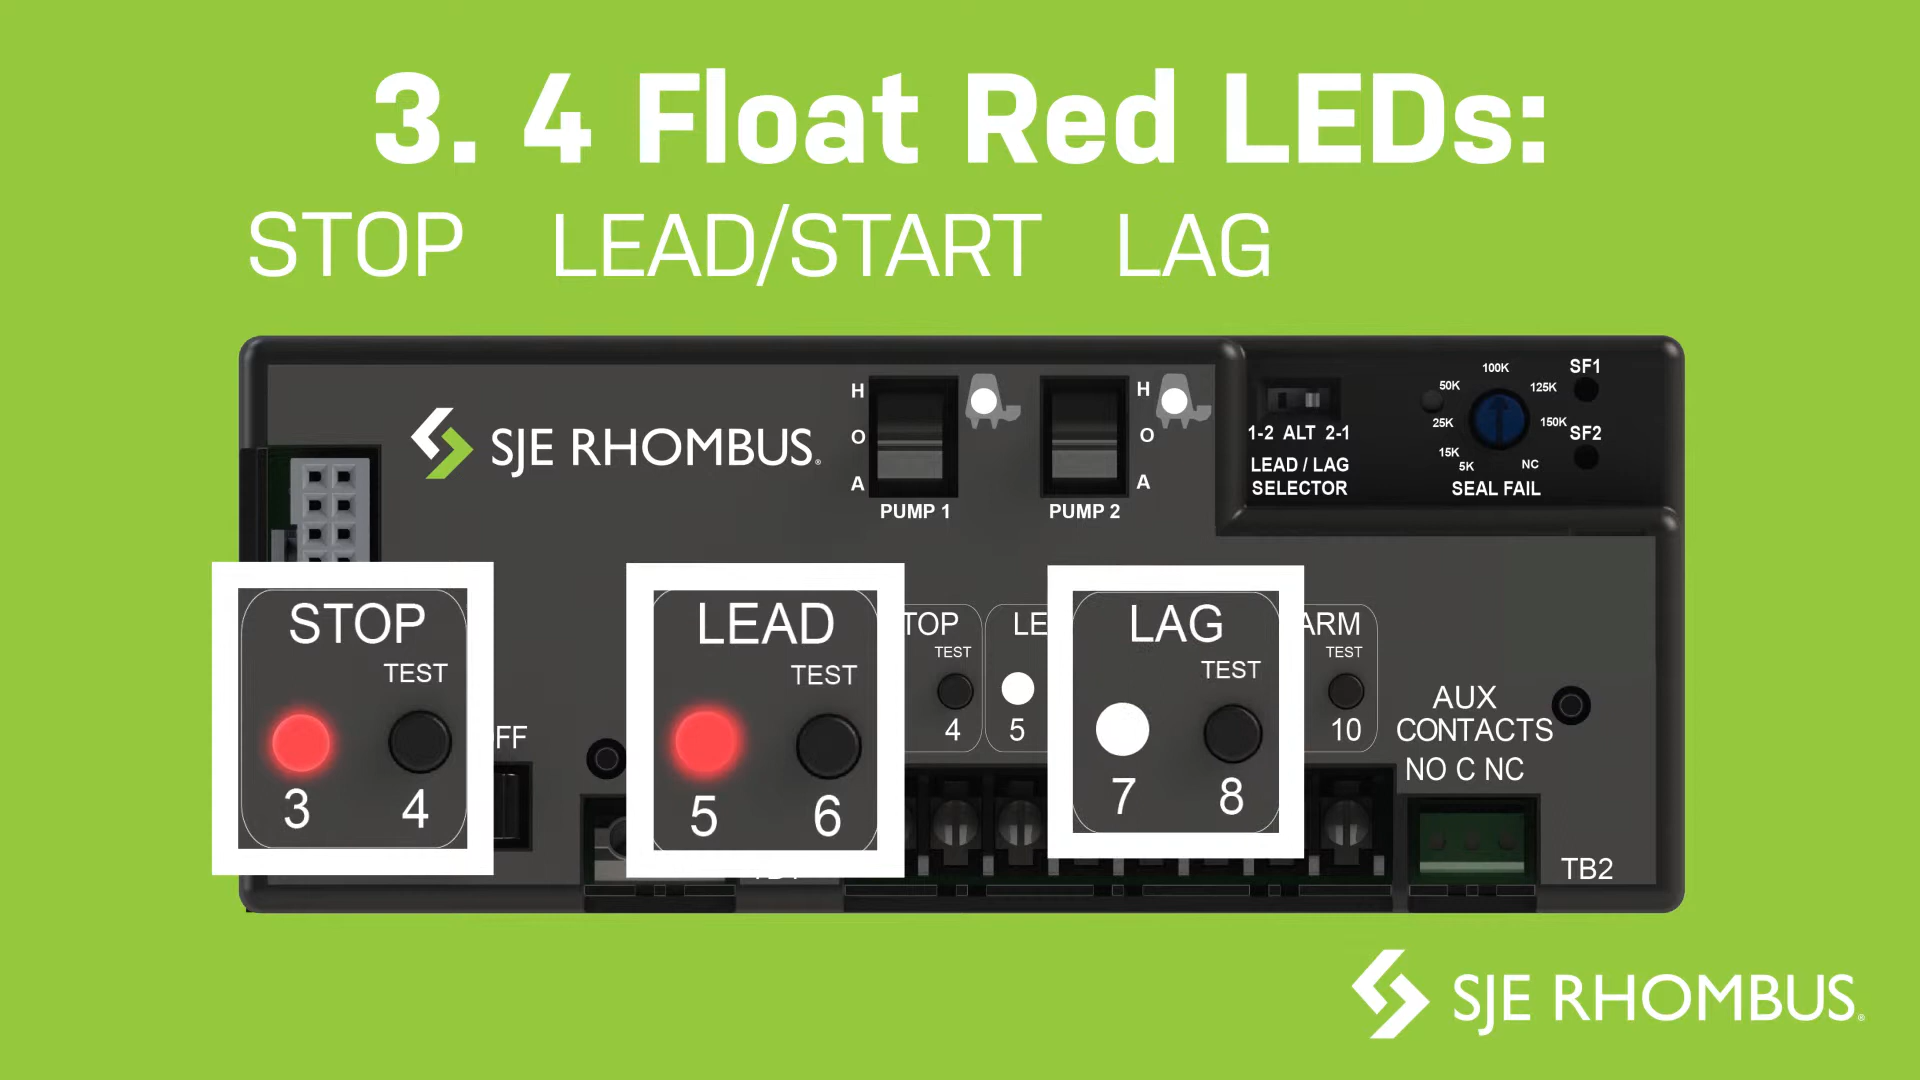 3. 4 Float Red LEDs:
STOP LEAD/START LAG
SJE RHOMBUS®
H
O
A
PUMP 1
H
O
A
PUMP 2
1-2 ALT 2-1
LEAD / LAG
SELECTOR
100K
50K
125K
25K
150K
15K
5K
NC
SEAL FAIL
SF1
SF2
STOP
TEST
3 4
FF
LEAD
TEST
5 6
TOP
TEST
4
LE
5
LAG
TEST
7 8
ARM
TEST
10
AUX
CONTACTS
NO C NC
TB2
SJE RHOMBUS®